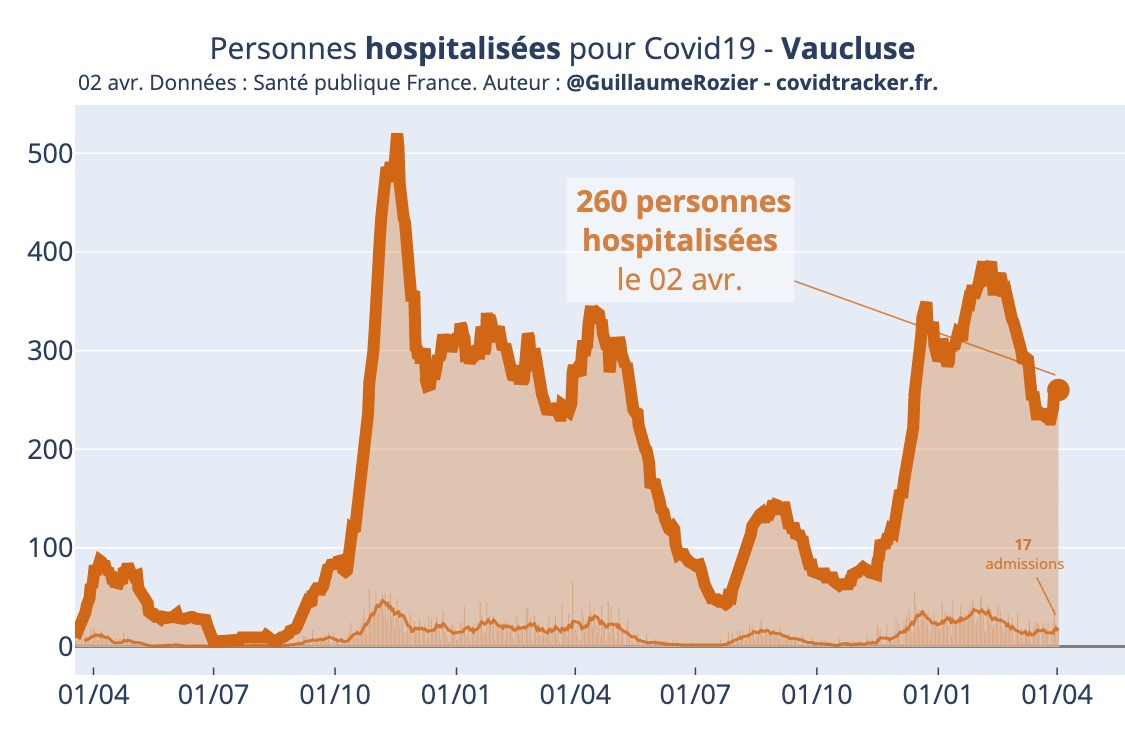 Personnes hospitalisées pour Covid19 - Vaucluse
02 avr. Données : Santé publique France. Auteur : @GuillaumeRozier - covidtracker.fr.
500
400
300
200
100
0
260 personnes
hospitalisées
le 02 avr.
17
admissions
01/04 01/07 01/10 01/01 01/04 01/07 01/10 01/01 01/04